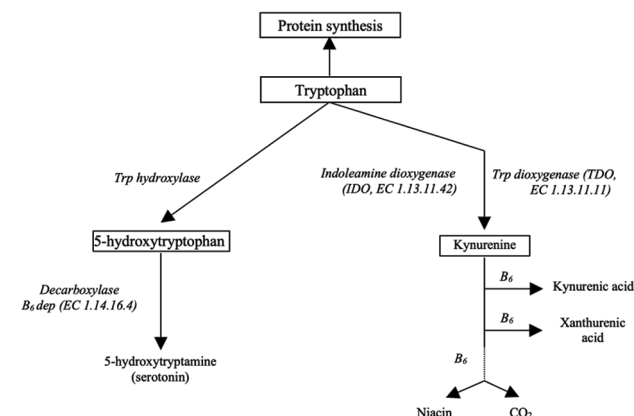 Protein synthesis
Tryptophan
Trp hydroxylase
Indoleamine dioxygenase
(IDO, EC 1.13.11.42)
Trp dioxygenase (TDO,
EC 1.13.11.11)
5-hydroxytryptophan
Kynurenine
Decarboxylase
B6 dep (EC 1.14.16.4)
B6
Kynurenic acid
B6
Xanthurenic
acid
B6
5-hydroxytryptamine
(serotonin)
Niacin
CO2